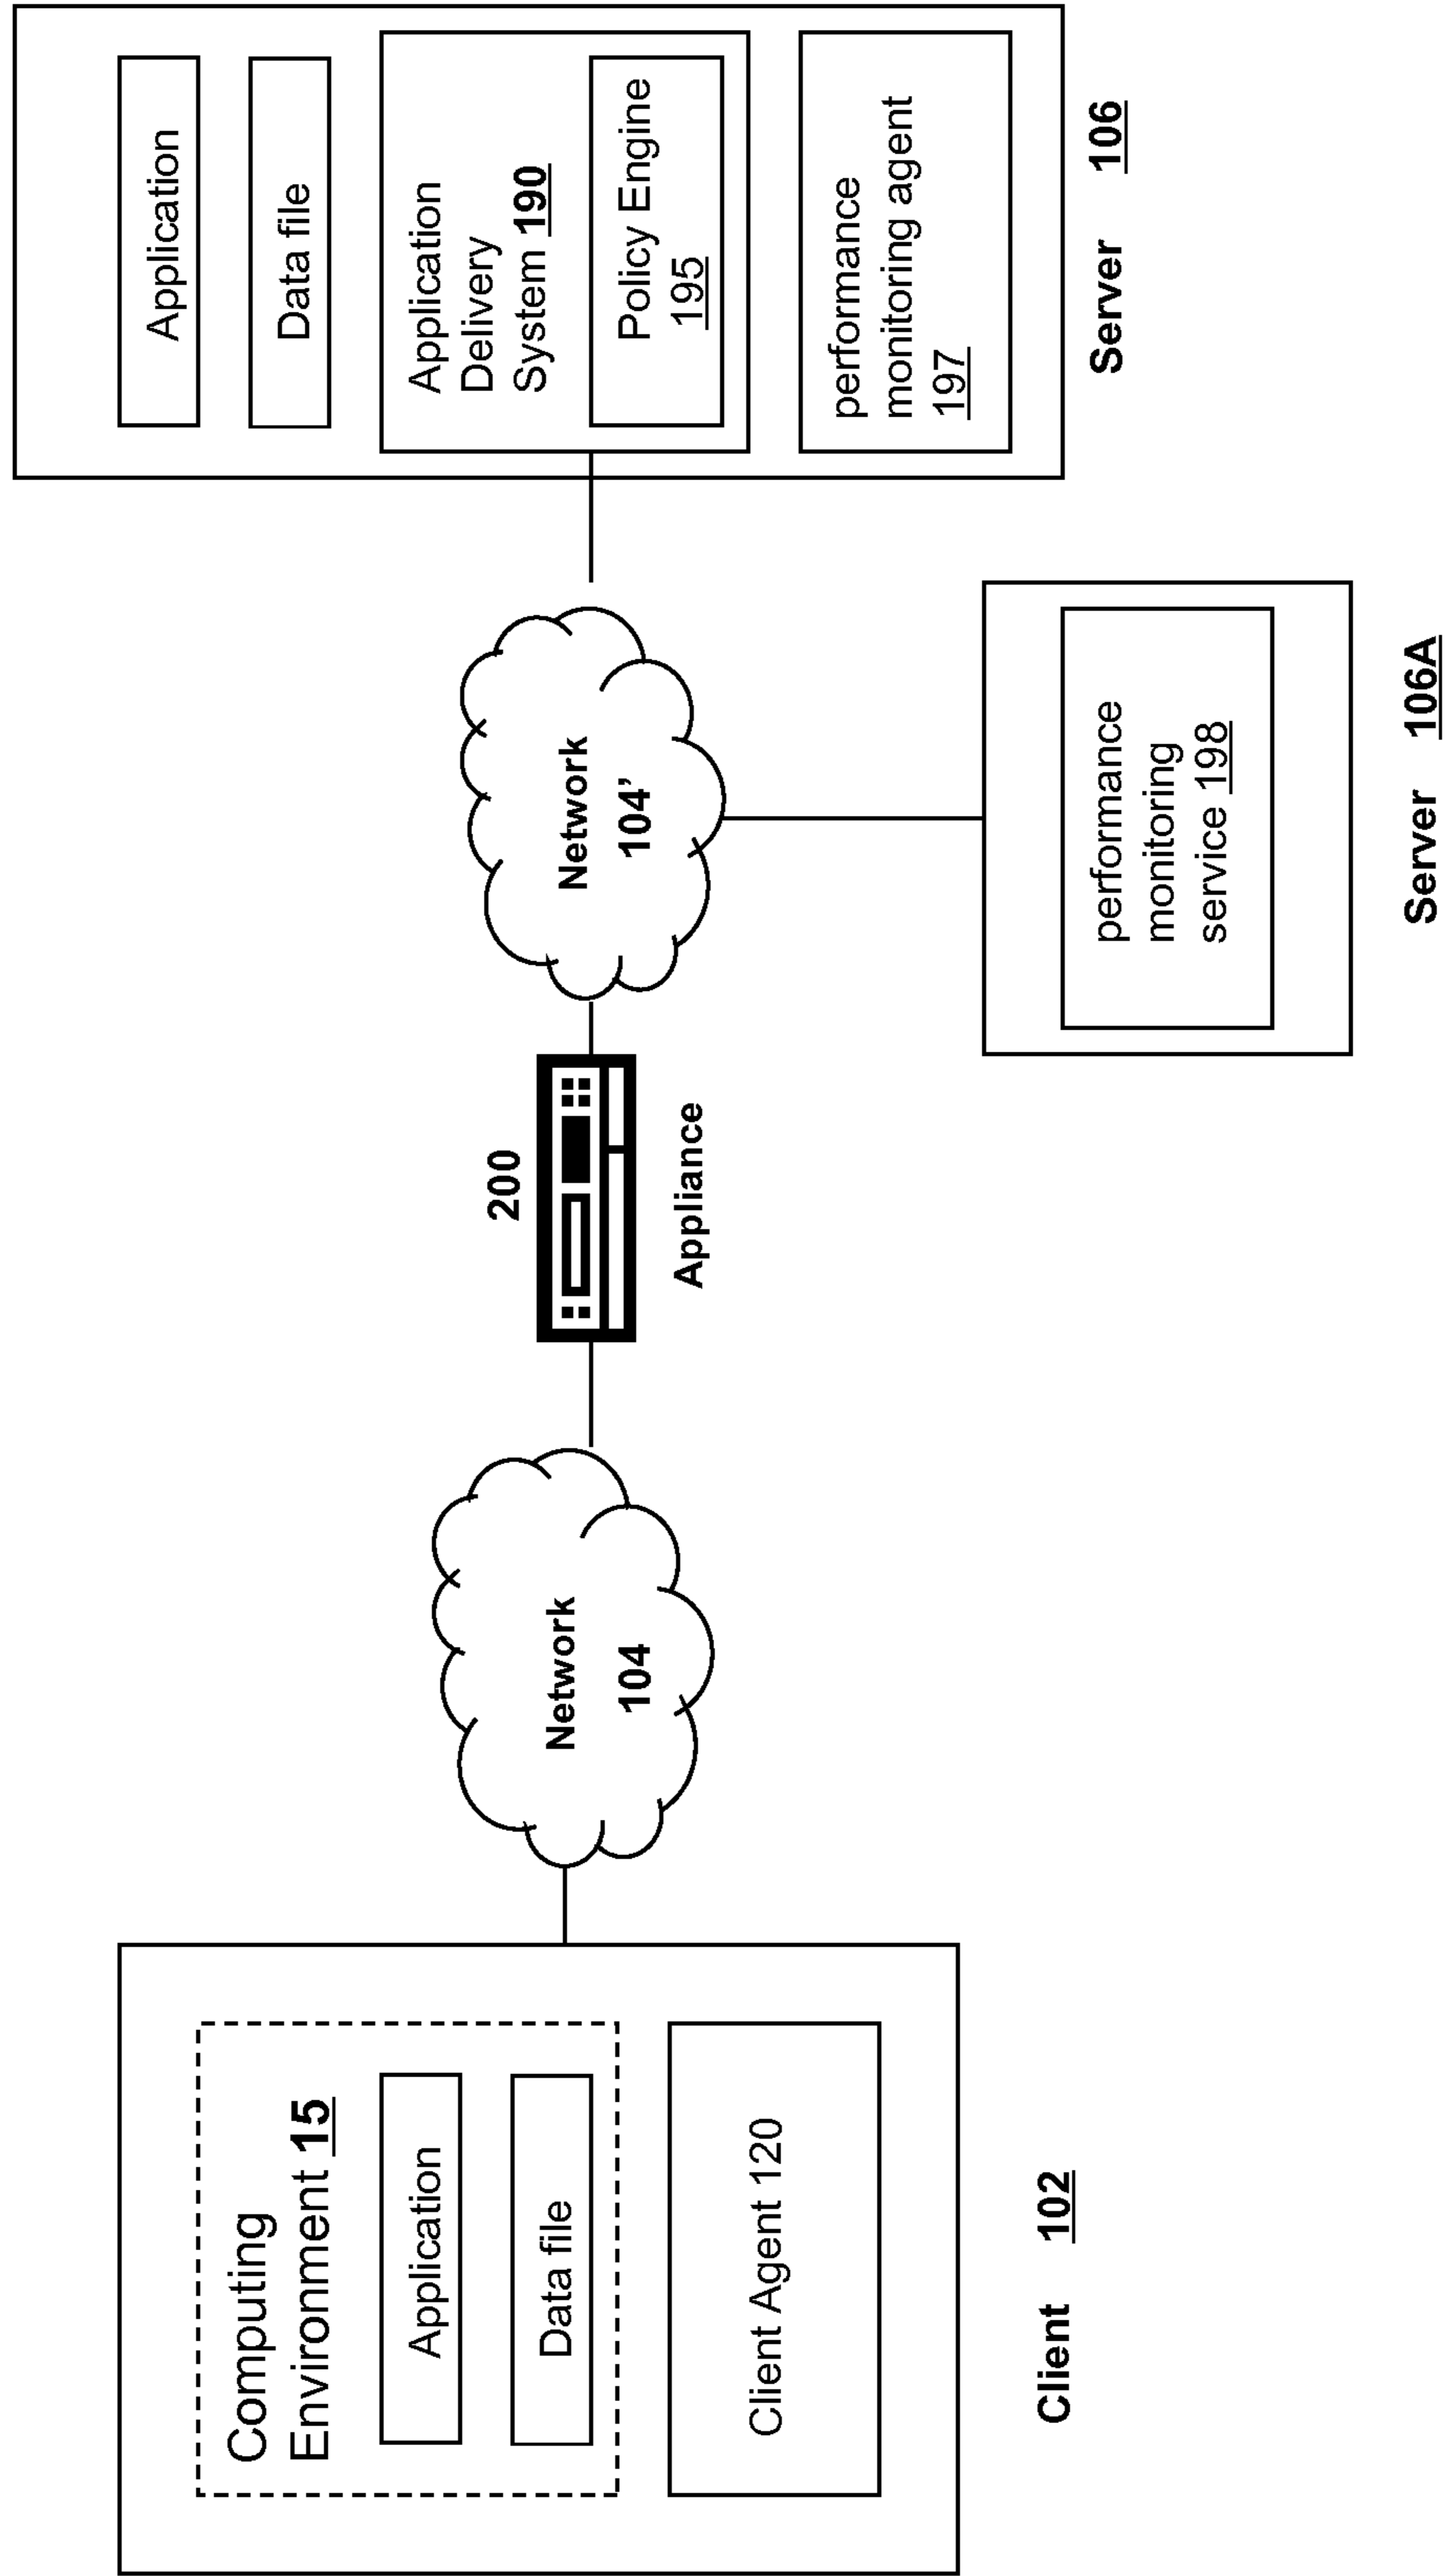 Computing
Environment 15
Application
Data file
Client Agent 120
Client 102
Network
104
200
Appliance
Network
104’
performance
monitoring
service 198
Server 106A
Application
Data file
Application
Delivery
System 190
Policy Engine
195
performance
monitoring agent
197
Server 106